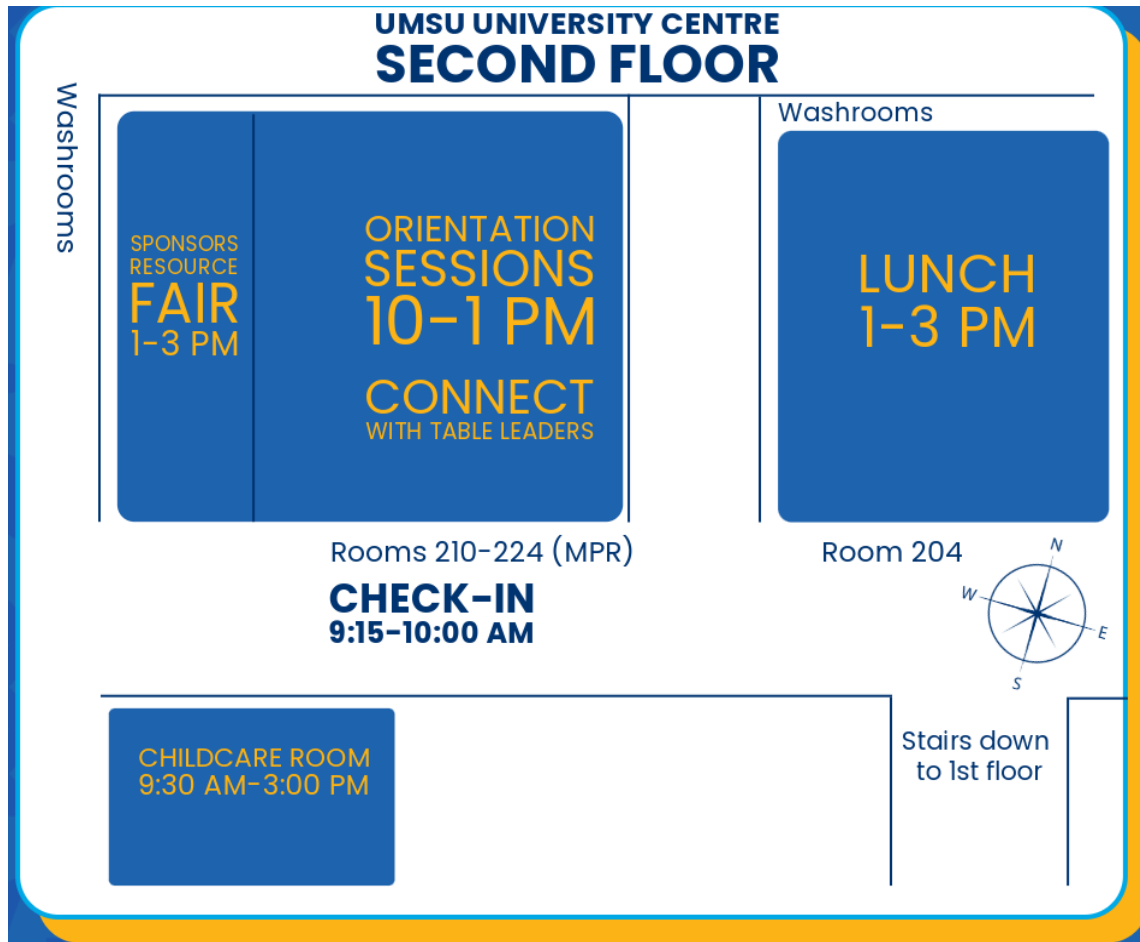 UMSU UNIVERSITY CENTRE
SECOND FLOOR
Washrooms
Washrooms
SPONSORS
RESOURCE
FAIR
1-3 PM
ORIENTATION
SESSIONS
10-1 PM
CONNECT
WITH TABLE LEADERS
LUNCH
1-3 PM
Rooms 210-224 (MPR)
Room 204
CHECK-IN
9:15-10:00 AM
N
W
E
S
CHILDCARE ROOM
9:30 AM-3:00 PM
Stairs down
to 1st floor